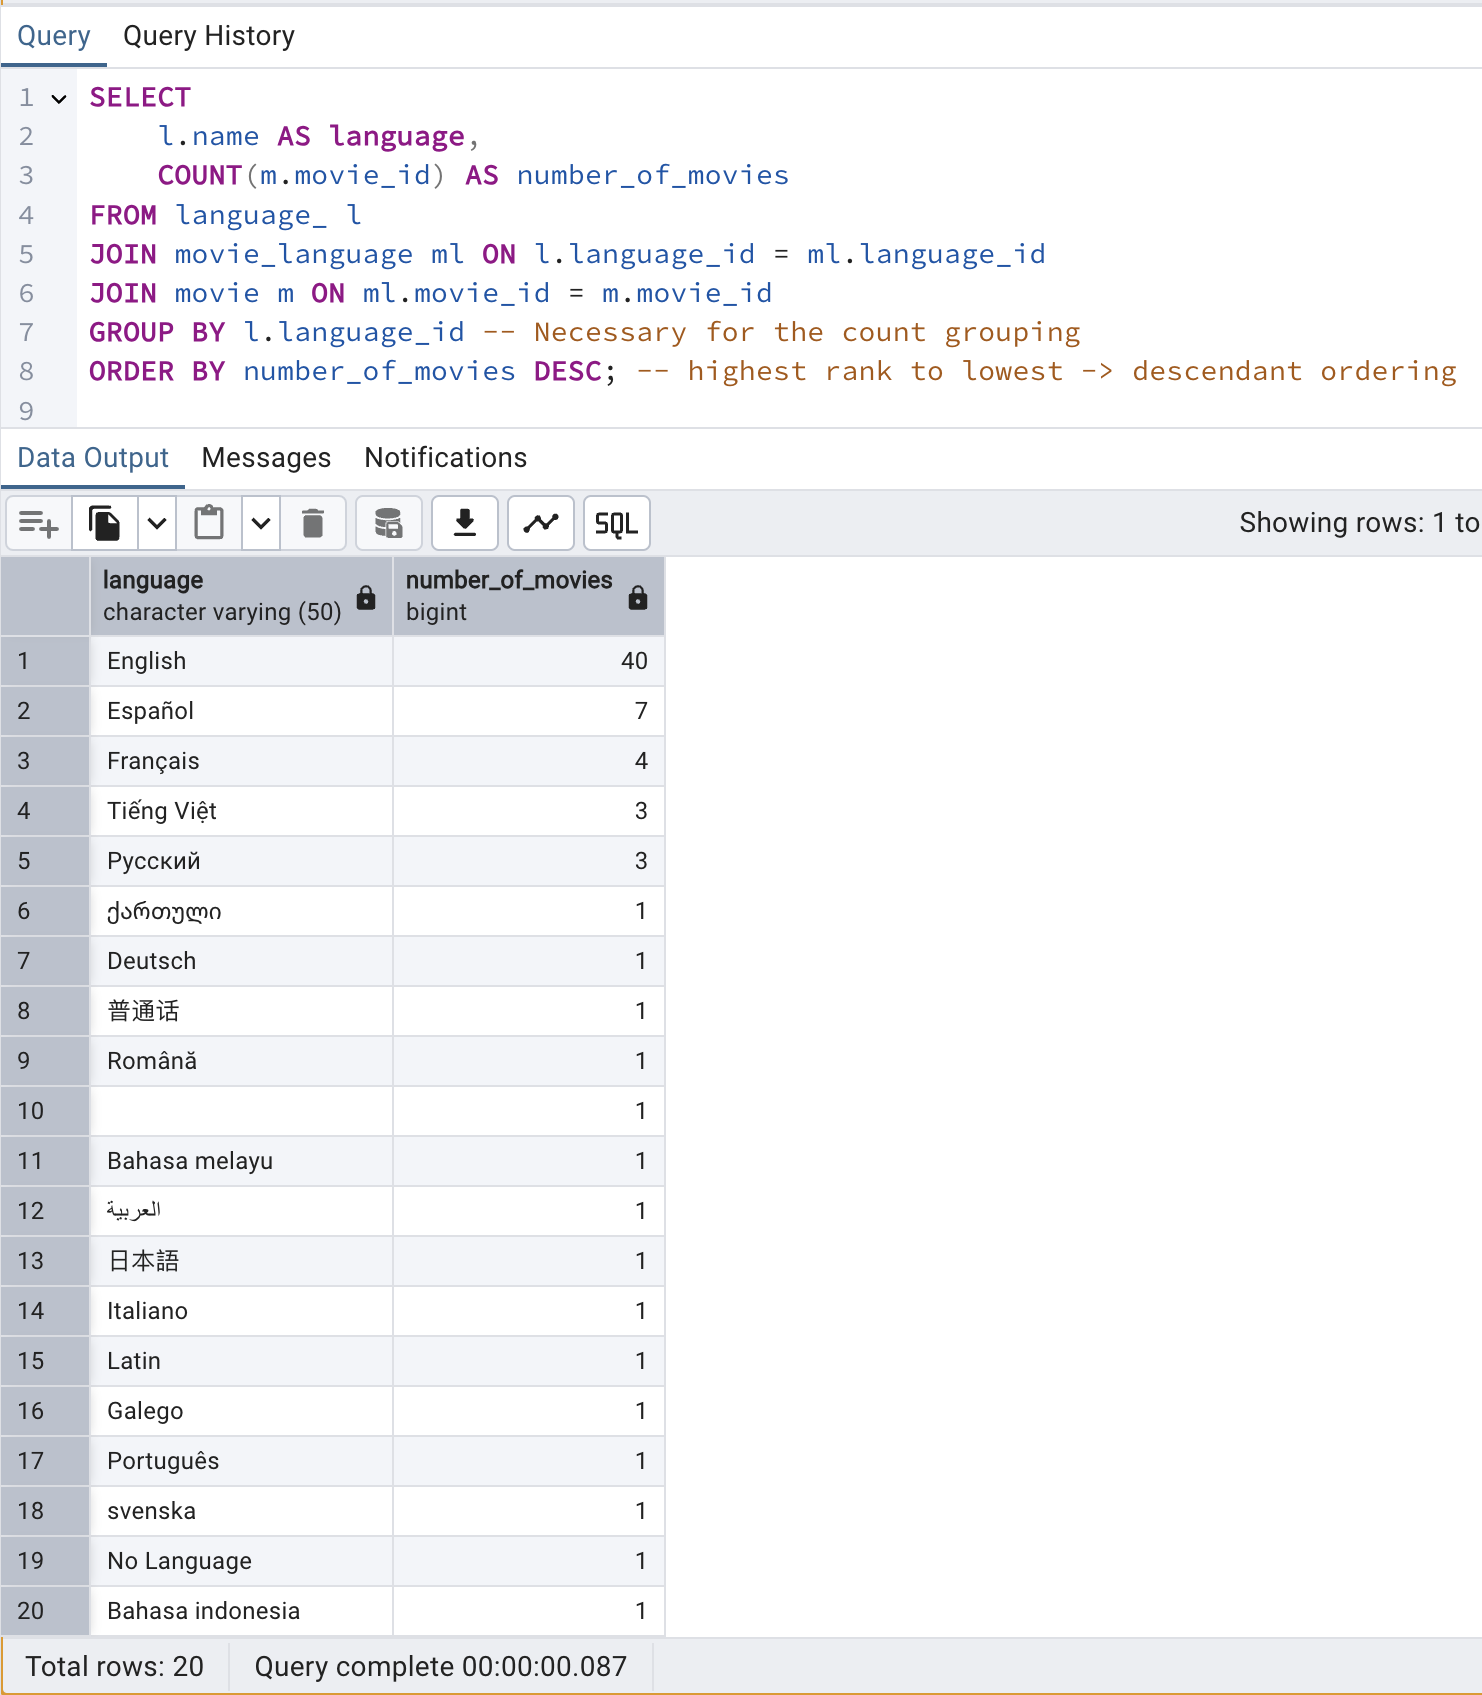 Query Query History
1 SELECT
2 l.name AS language,
3 COUNT(m.movie_id) AS number_of_movies
4 FROM language_ l
5 JOIN movie_language ml ON l.language_id = ml.language_id
6 JOIN movie m ON ml.movie_id = m.movie_id
7 GROUP BY l.language_id -- Necessary for the count grouping
8 ORDER BY number_of_movies DESC; -- highest rank to lowest -> descendant ordering
9
Data Output Messages Notifications
SQL Showing rows: 1 to
language number_of_movies
character varying (50) bigint
1 English 40
2 Español 7
3 Français 4
4 Tiếng Việt 3
5 Pусский 3
6 ქართული 1
7 Deutsch 1
8 普通话 1
9 Română 1
10 1
11 Bahasa melayu 1
12 العربية 1
13 日本語 1
14 Italiano 1
15 Latin 1
16 Galego 1
17 Português 1
18 svenska 1
19 No Language 1
20 Bahasa indonesia 1
Total rows: 20 Query complete 00:00:00.087